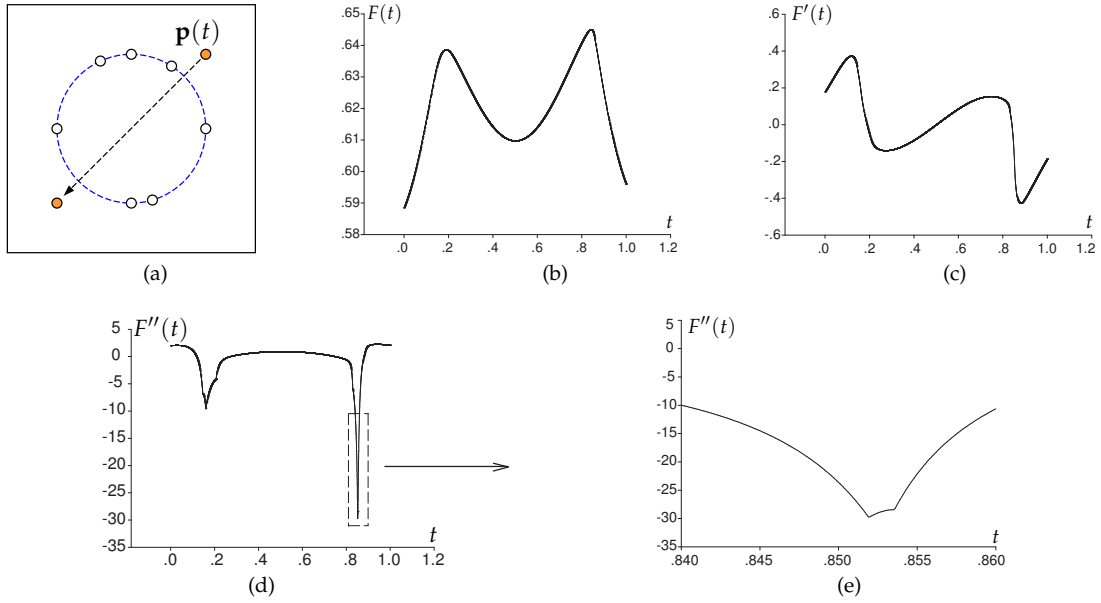 p(t)
(a)
F(t)
.65
.64
.63
.62
.61
.60
.59
.58
.0 .2 .4 .6 .8 1.0 1.2
t
(b)
F′(t)
.6
.4
.2
.0
-.2
-.4
-.6
.0 .2 .4 .6 .8 1.0 1.2
t
(c)
F″(t)
5
0
-5
-10
-15
-20
-25
-30
-35
.0 .2 .4 .6 .8 1.0 1.2
t
(d)
F″(t)
5
0
-5
-10
-15
-20
-25
-30
-35
.840 .845 .850 .855 .860
t
(e)